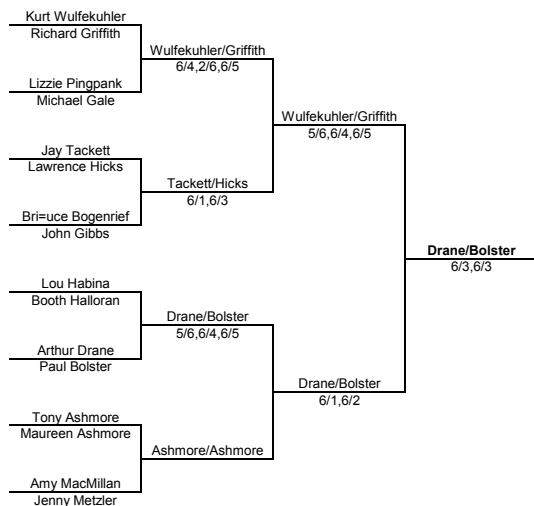 Kurt Wulfekuhler
Richard Griffith
Wulfekuhler/Griffith
6/4,2/6,6/5
Lizzie Pingpank
Michael Gale
Wulfekuhler/Griffith
5/6,6/4,6/5
Jay Tackett
Lawrence Hicks
Tackett/Hicks
6/1,6/3
Bri=uce Bogenrief
John Gibbs
Drane/Bolster
6/3,6/3
Lou Habina
Booth Halloran
Drane/Bolster
5/6,6/4,6/5
Arthur Drane
Paul Bolster
Drane/Bolster
6/1,6/2
Tony Ashmore
Maureen Ashmore
Ashmore/Ashmore
Amy MacMillan
Jenny Metzler